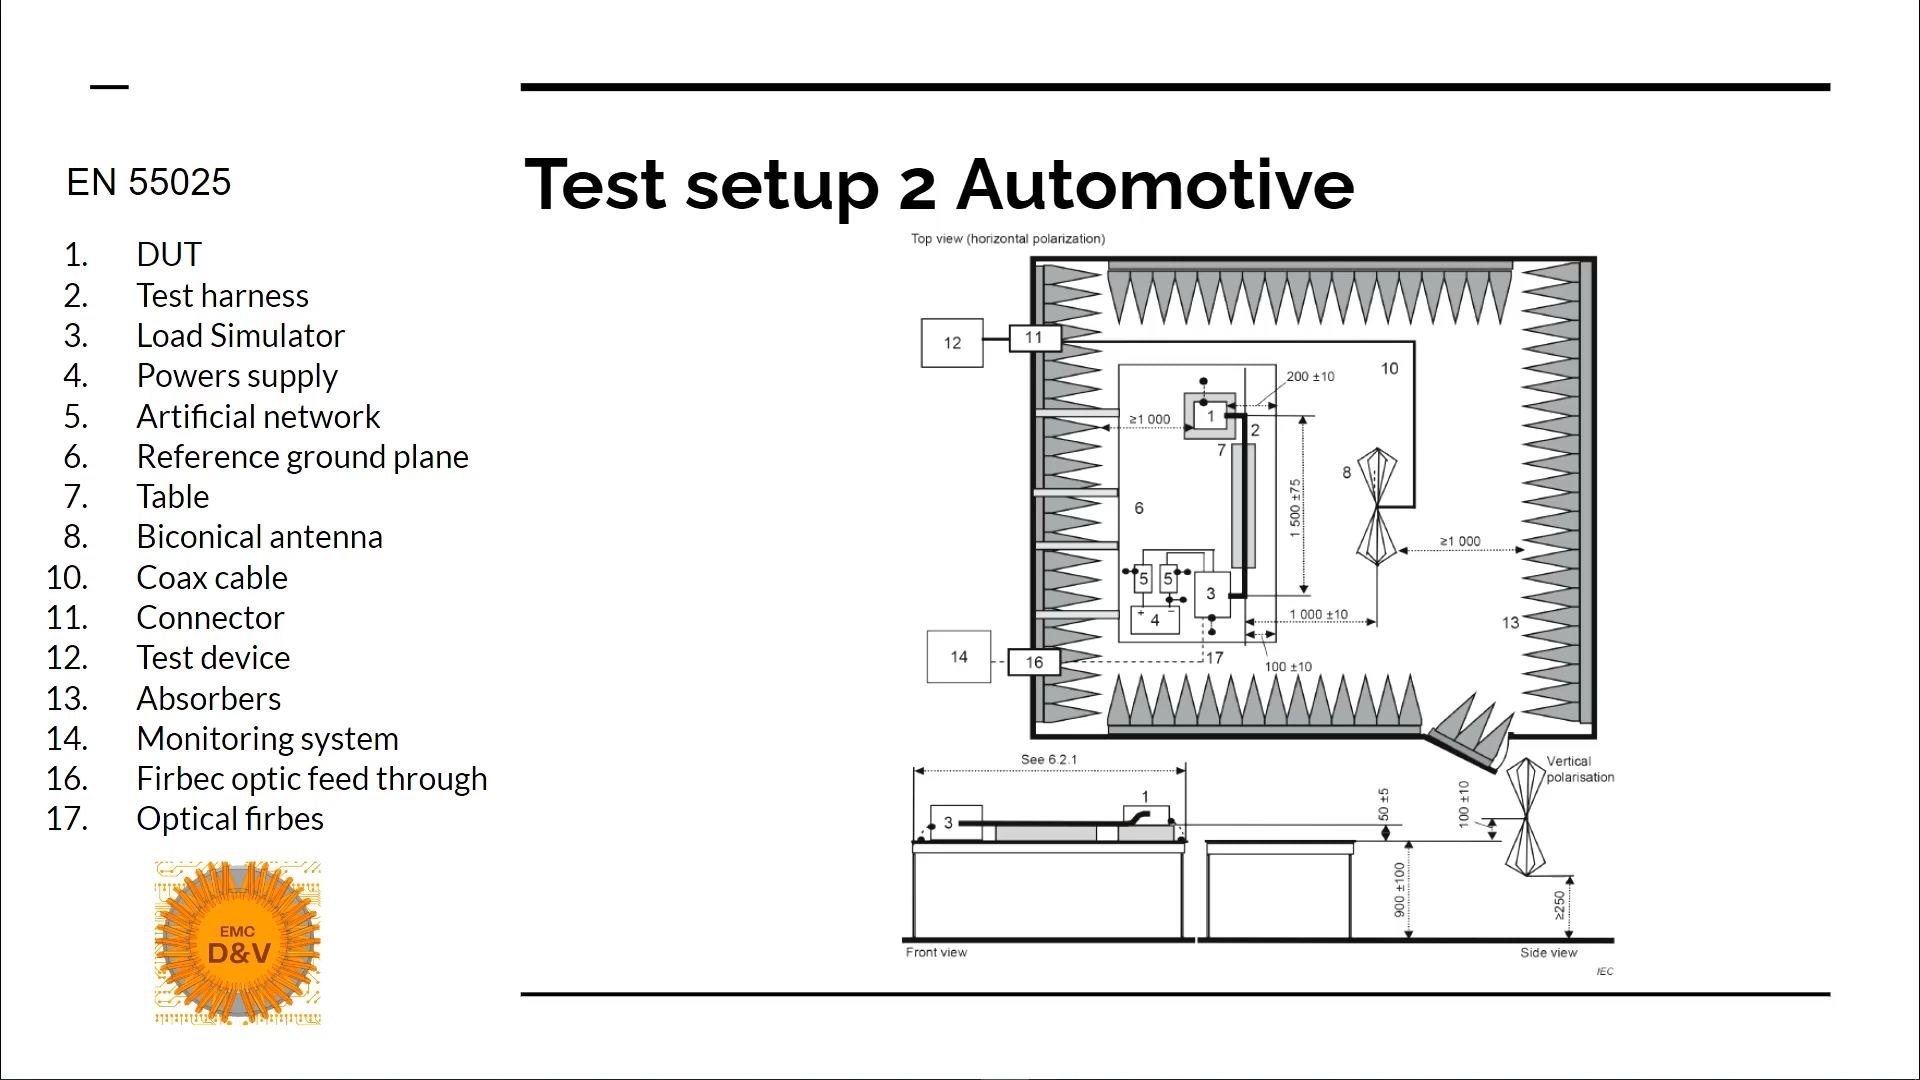 EN 55025
Test setup 2 Automotive
1. DUT
2. Test harness
3. Load Simulator
4. Powers supply
5. Artificial network
6. Reference ground plane
7. Table
8. Biconical antenna
10. Coax cable
11. Connector
12. Test device
13. Absorbers
14. Monitoring system
16. Firbec optic feed through
17. Optical firbes
EMC
D&V
Top view (horizontal polarization)
12
11
10
200 ±10
≥1 000
1
2
7
8
1 500 ±75
6
≥1 000
5
5
3
+
−
4
1 000 ±10
13
14
16
17
100 ±10
See 6.2.1
Vertical
polarisation
3
1
50 ±5
100 ±10
900 ±100
≥250
Front view
Side view
IEC